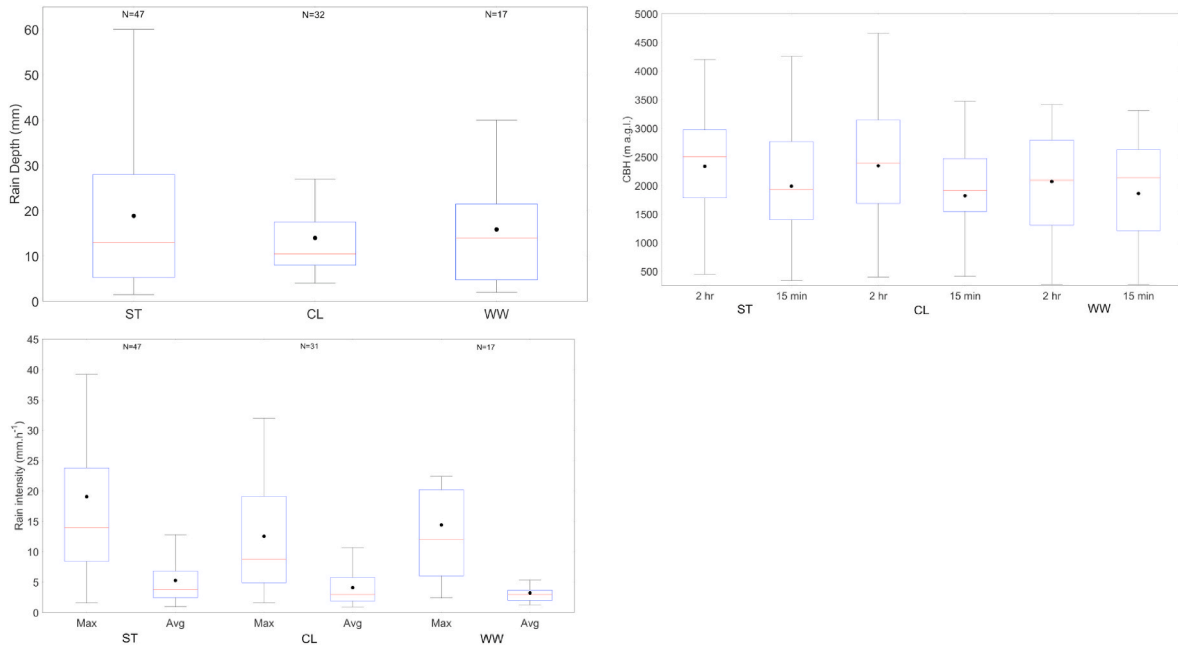 N=47 N=32 N=17
60
50
40
30
20
10
0
Rain Depth (mm)
ST CL WW
5000
4500
4000
3500
3000
2500
2000
1500
1000
500
CBH (m a.g.l.)
2 hr 15 min 2 hr 15 min 2 hr 15 min
ST CL WW
45
40
35
30
25
20
15
10
5
0
Rain intensity (mm.h⁻¹)
N=47 N=31 N=17
Max Avg Max Avg Max Avg
ST CL WW